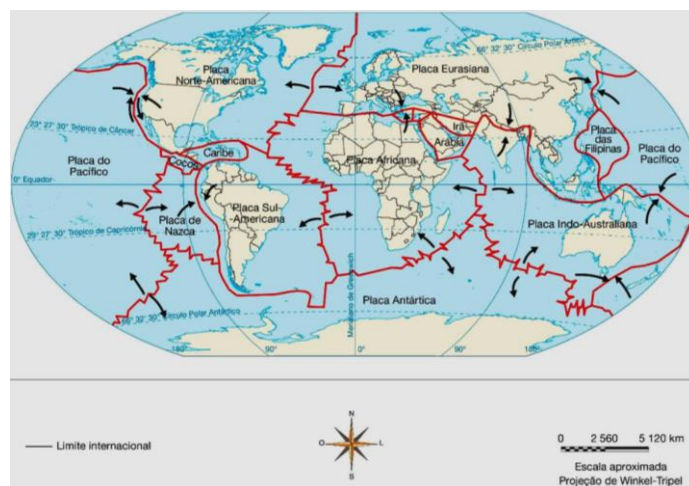 66° 32' 30" Círculo Polar Ártico
Placa
Norte-Americana
Placa Eurasiana
23° 27' 30" Trópico de Câncer
Irã
Arábia
Placa
das
Filipinas
Placa do
Pacífico
Caribe
Cocos
Placa Africana
Placa do
Pacífico
0° Equador
Placa Sul-
Americana
Placa de
Nazca
Placa Indo-Australiana
23° 27' 30" Trópico de Capricórnio
Meridiano de Greenwich
Placa Antártica
66° 32' 30" Círculo Polar Antártico
180°
90°
0°
90°
180°
Limite internacional
N
O
L
S
0 2 560 5 120 km
Escala aproximada
Projeção de Winkel-Tripel